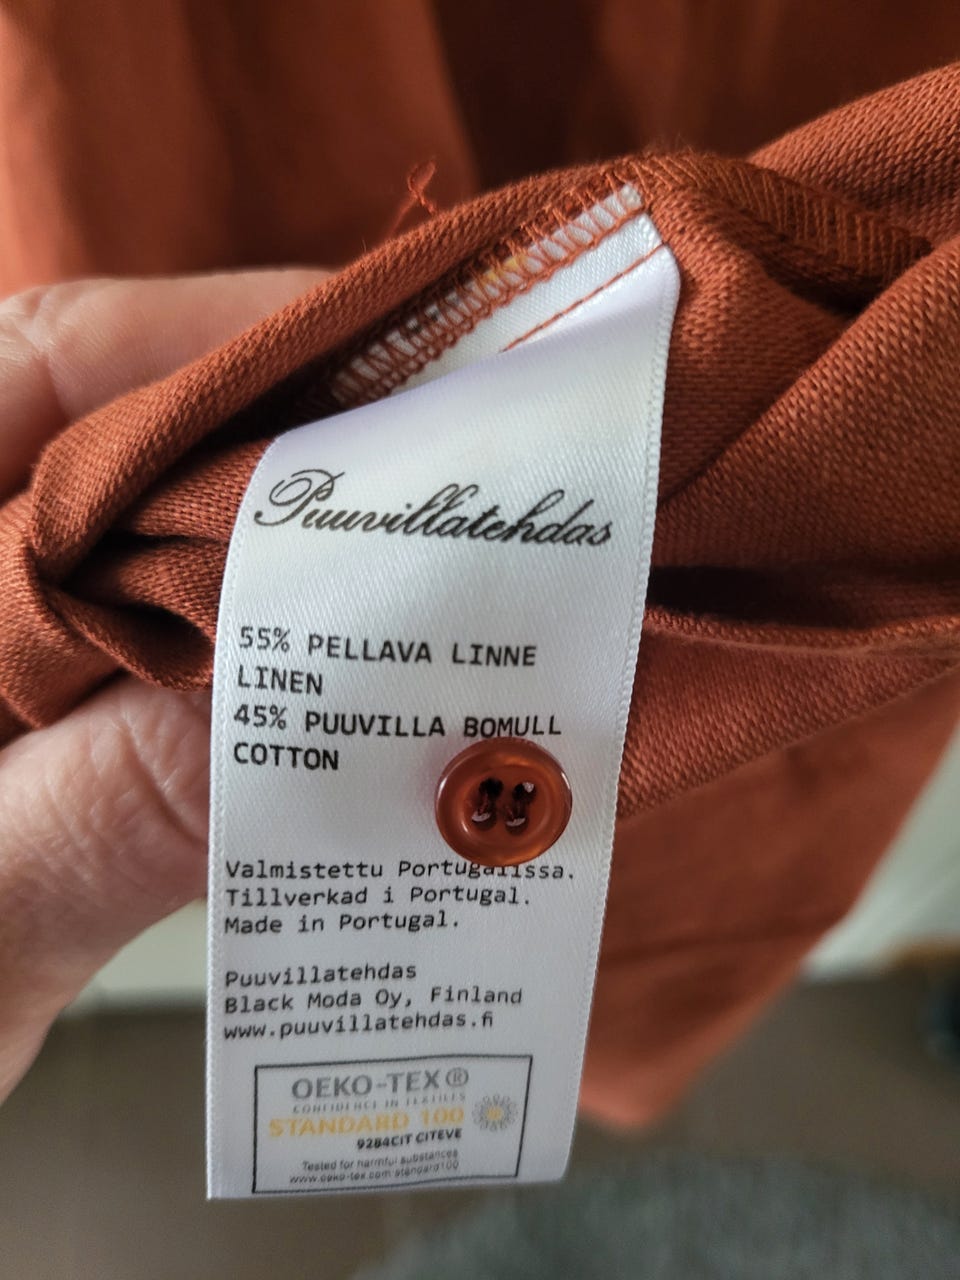 Puuvillatehdas
55% PELLAVA LINNE
LINEN
45% PUUVILLA BOMULL
COTTON
Valmistettu Portugalissa.
Tillverkad i Portugal.
Made in Portugal.
Puuvillatehdas
Black Moda Oy, Finland
www.puuvillatehdas.fi
OEKO-TEX®
CONFIDENCE IN TEXTILES
STANDARD 100
9284CIT CITEVE
Tested for harmful substances
www.oeko-tex.com/standard100